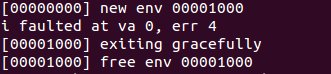 [00000000] new env 00001000
i faulted at va 0, err 4
[00001000] exiting gracefully
[00001000] free env 00001000